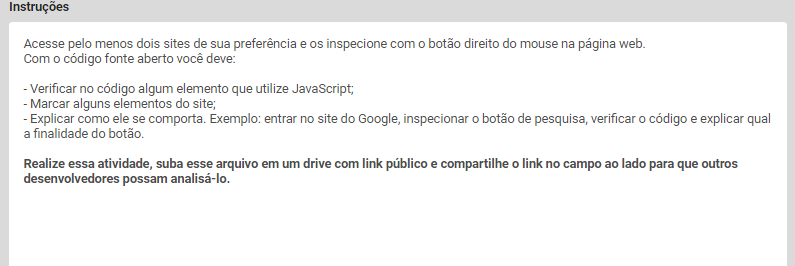 Instruções
Acesse pelo menos dois sites de sua preferência e os inspecione com o botão direito do mouse na página web.
Com o código fonte aberto você deve:
- Verificar no código algum elemento que utilize JavaScript;
- Marcar alguns elementos do site;
- Explicar como ele se comporta. Exemplo: entrar no site do Google, inspecionar o botão de pesquisa, verificar o código e explicar qual
a finalidade do botão.
Realize essa atividade, suba esse arquivo em um drive com link público e compartilhe o link no campo ao lado para que outros
desenvolvedores possam analisá-lo.